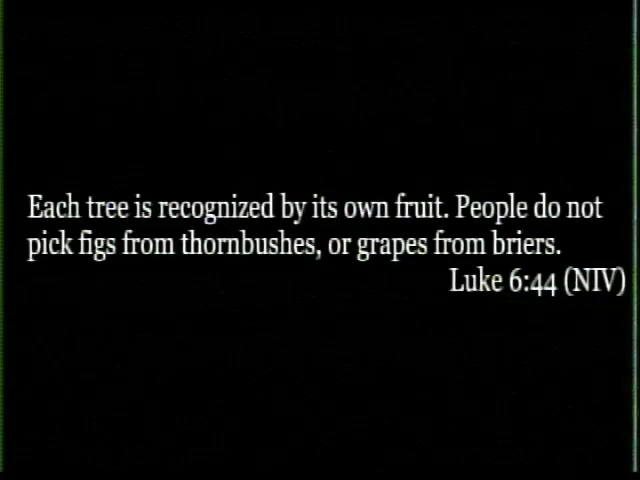 Each tree is recognized by its own fruit. People do not
pick figs from thornbushes, or grapes from briers.
Luke 6:44 (NIV)